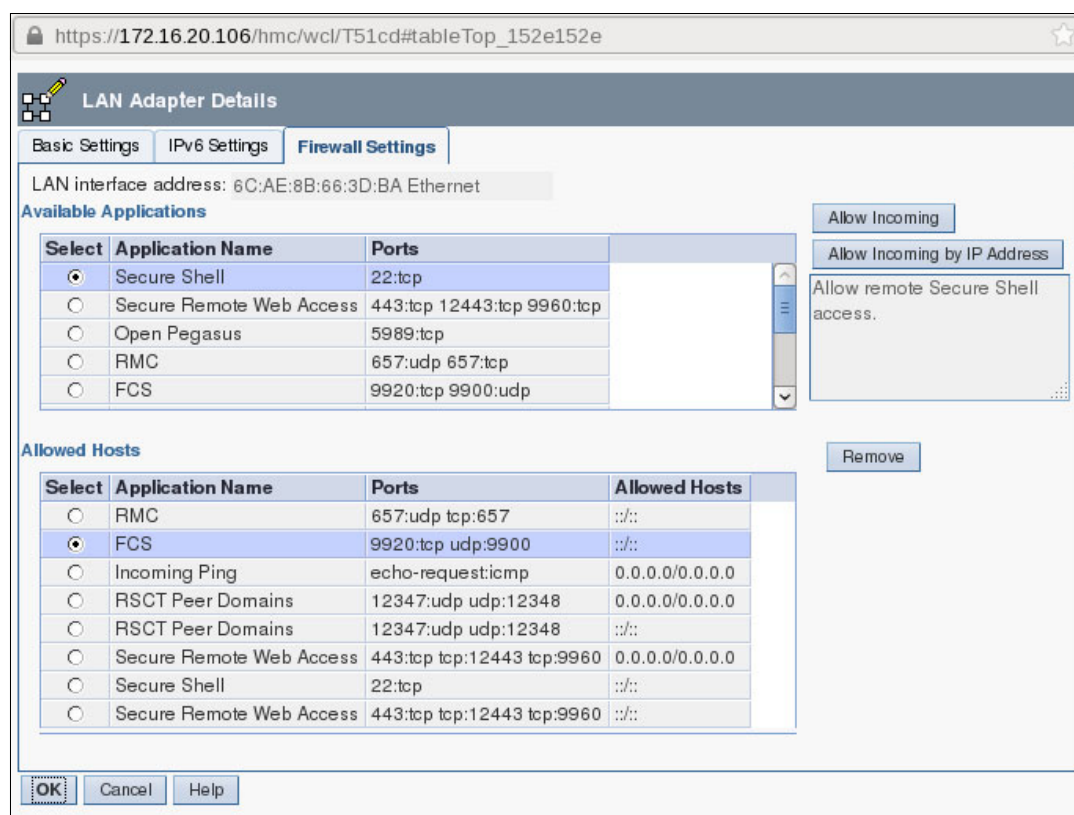 https://172.16.20.106/hmc/wcl/T51cd#tableTop_152e152e
LAN Adapter Details
Basic Settings IPv6 Settings Firewall Settings
LAN interface address: 6C:AE:8B:66:3D:BA Ethernet
Available Applications
Allow Incoming
Allow Incoming by IP Address
Select Application Name Ports
Secure Shell 22:tcp
Secure Remote Web Access 443:tcp 12443:tcp 9960:tcp
Open Pegasus 5989:tcp
RMC 657:udp 657:tcp
FCS 9920:tcp 9900:udp
Allow remote Secure Shell
access.
Allowed Hosts
Remove
Select Application Name Ports Allowed Hosts
RMC 657:udp tcp:657 ::/::
FCS 9920:tcp udp:9900 ::/::
Incoming Ping echo-request:icmp 0.0.0.0/0.0.0.0
RSCT Peer Domains 12347:udp udp:12348 0.0.0.0/0.0.0.0
RSCT Peer Domains 12347:udp udp:12348 ::/::
Secure Remote Web Access 443:tcp tcp:12443 tcp:9960 0.0.0.0/0.0.0.0
Secure Shell 22:tcp ::/::
Secure Remote Web Access 443:tcp tcp:12443 tcp:9960 ::/::
OK Cancel Help